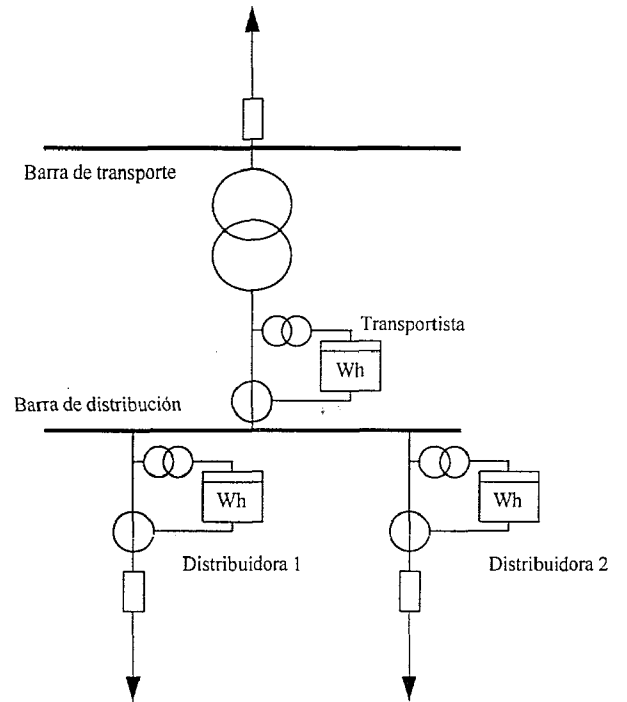 Barra de transporte
Transportista
Wh
Barra de distribución
Wh
Wh
Distribuidora 1
Distribuidora 2